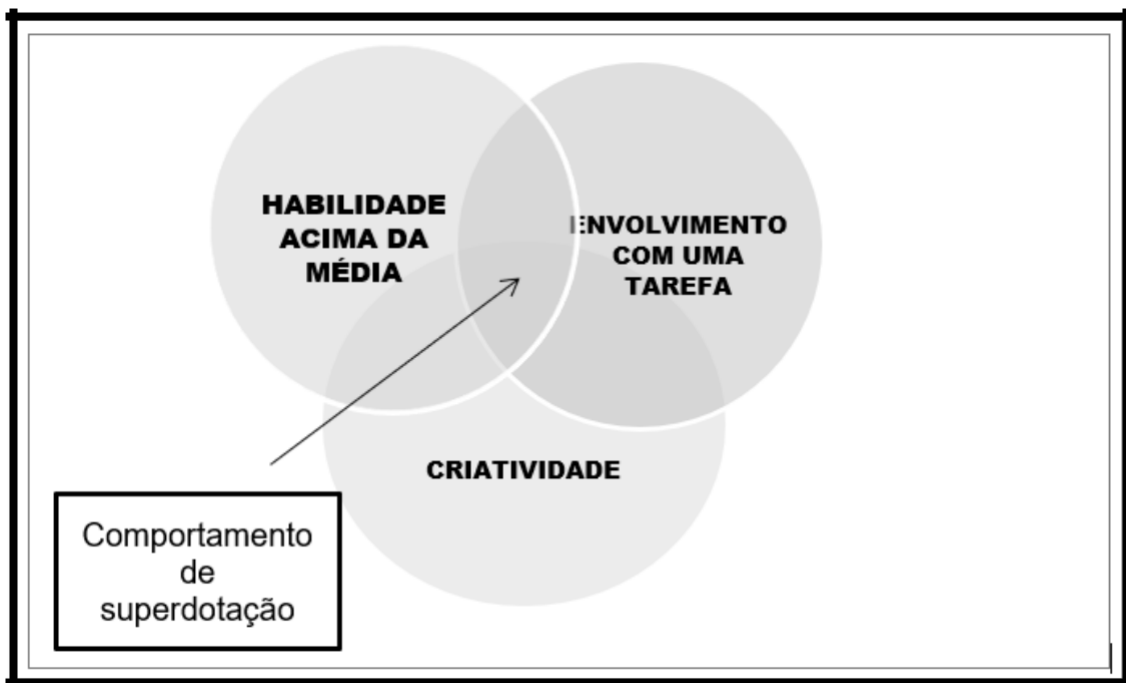 HABILIDADE
ACIMA DA
MÉDIA
ENVOLVIMENTO
COM UMA
TAREFA
CRIATIVIDADE
Comportamento
de
superdotação